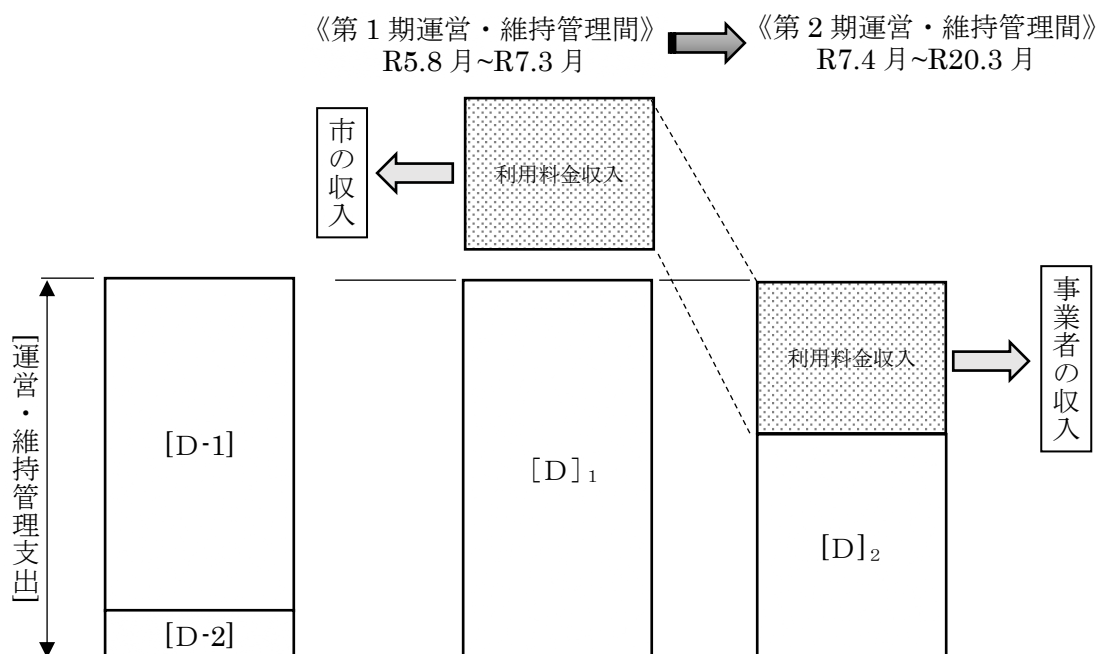 《第1期運営・維持管理間》
R5.8月~R7.3月
《第2期運営・維持管理間》
R7.4月~R20.3月
市の収入
利用料金収入
利用料金収入
事業者の収入
[運営・維持管理支出]
[D-1]
[D]₁
[D]₂
[D-2]